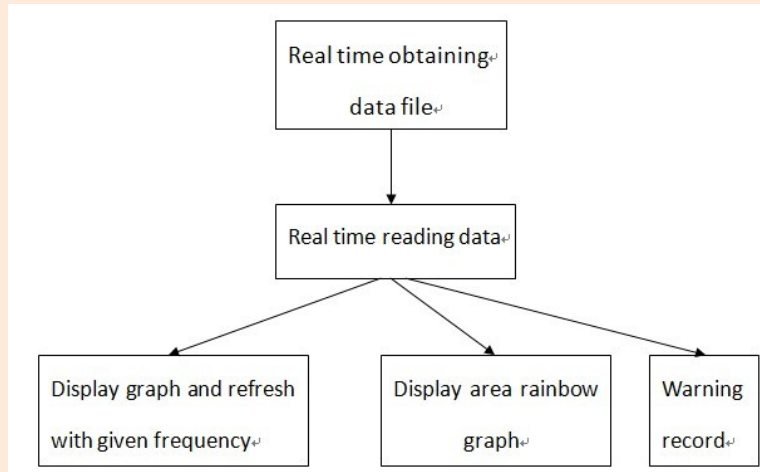 Real time obtaining
data file
Real time reading data
Display graph and refresh
with given frequency
Display area rainbow
graph
Warning
record